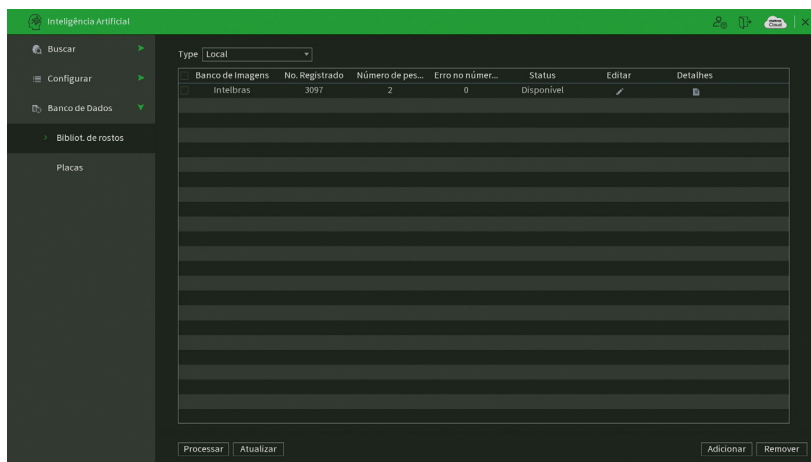 Inteligência Artificial
Cloud
Buscar
Configurar
Banco de Dados
Bibliot. de rostos
Placas
Type Local
Banco de Imagens No. Registrado Número de pes... Erro no númer... Status Editar Detalhes
Intelbras 3097 2 0 Disponível
Processar Atualizar Adicionar Remover